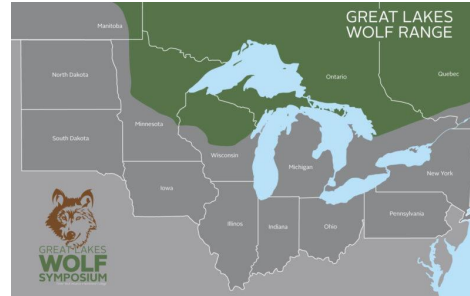 GREAT LAKES
WOLF RANGE
Manitoba
Ontario
Quebec
North Dakota
South Dakota
Minnesota
Wisconsin
Michigan
New York
Iowa
Illinois
Indiana
Ohio
Pennsylvania
GREAT LAKES
WOLF
SYMPOSIUM